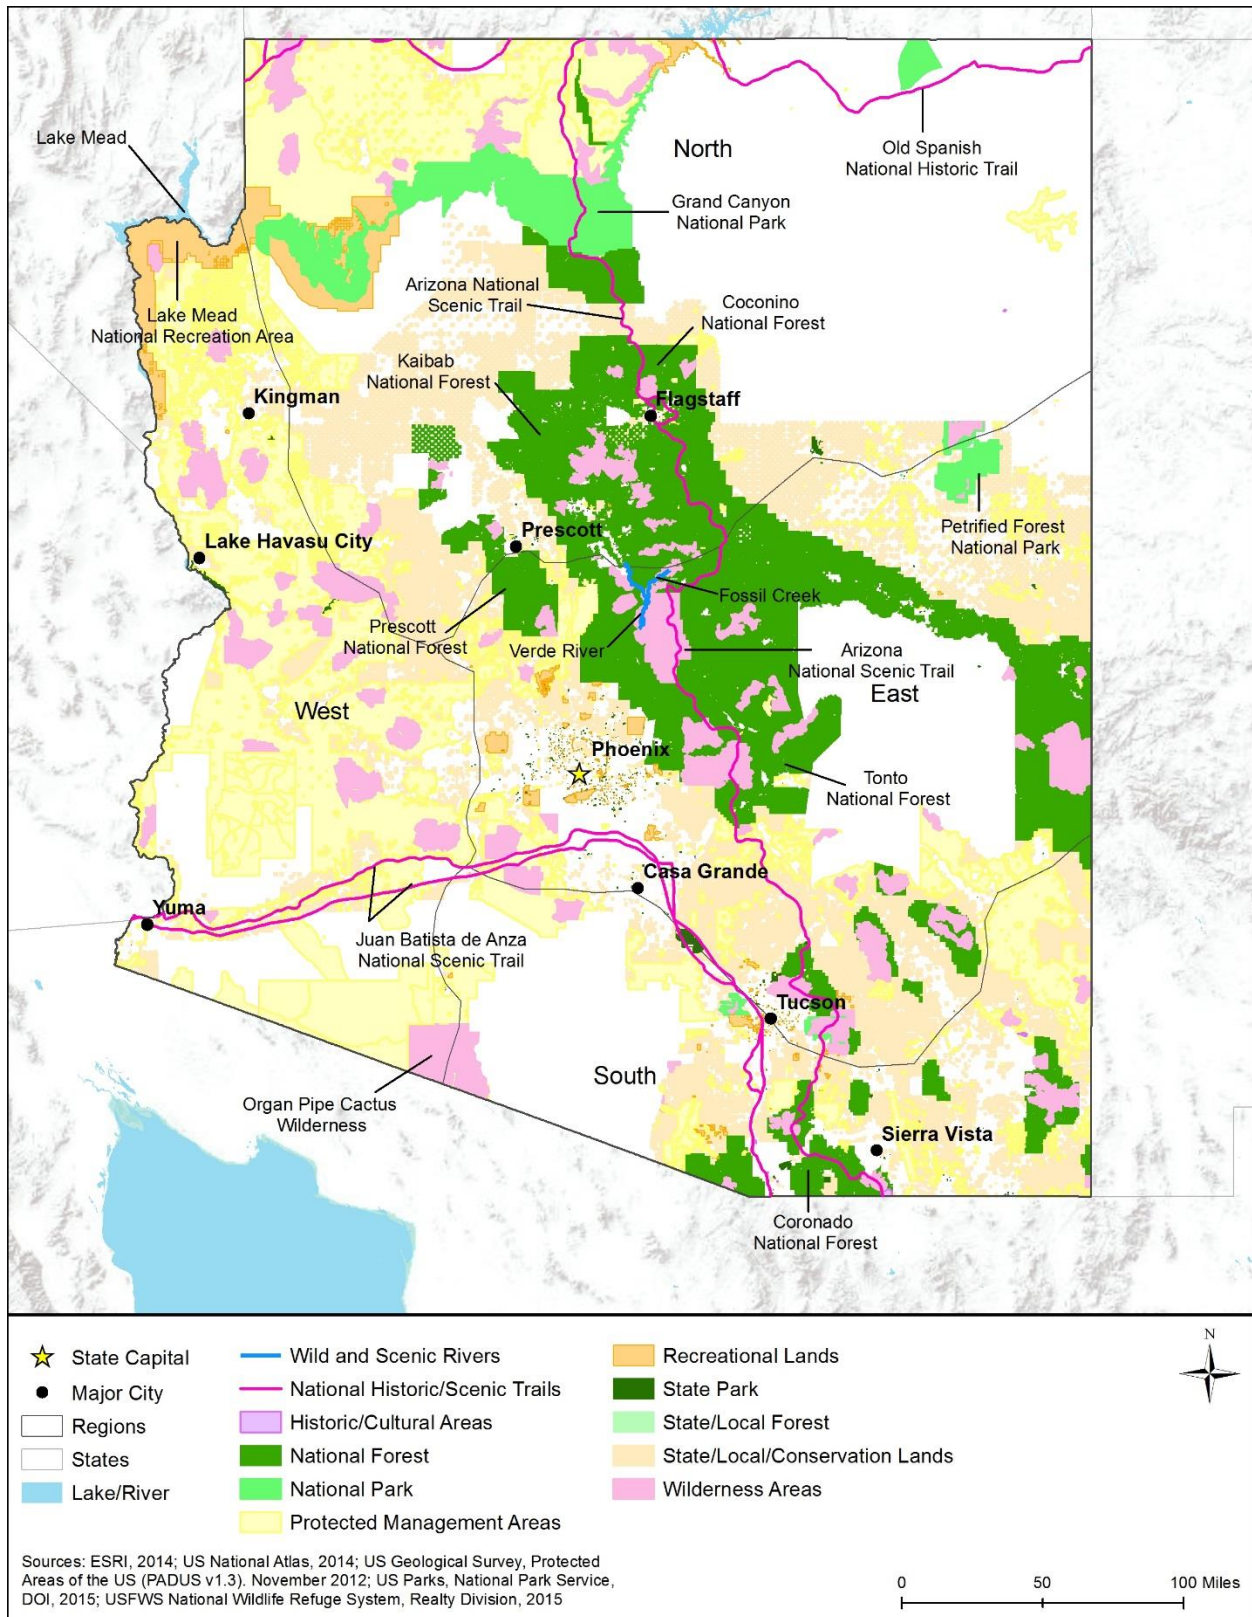 Lake Mead
North
Old Spanish
National Historic Trail
Grand Canyon
National Park
Arizona National
Scenic Trail
Coconino
National Forest
Lake Mead
National Recreation Area
Kaibab
National Forest
Kingman
Flagstaff
Petrified Forest
National Park
Prescott
Lake Havasu City
Fossil Creek
Prescott
National Forest
Verde River
Arizona
National Scenic Trail
East
West
Phoenix
Tonto
National Forest
Casa Grande
Yuma
Juan Batista de Anza
National Scenic Trail
Tucson
South
Organ Pipe Cactus
Wilderness
Sierra Vista
Coronado
National Forest
State Capital
Major City
Regions
States
Lake/River
Wild and Scenic Rivers
National Historic/Scenic Trails
Historic/Cultural Areas
National Forest
National Park
Protected Management Areas
Recreational Lands
State Park
State/Local Forest
State/Local/Conservation Lands
Wilderness Areas
N
Sources: ESRI, 2014; US National Atlas, 2014; US Geological Survey, Protected
Areas of the US (PADUS v1.3). November 2012; US Parks, National Park Service,
DOI, 2015; USFWS National Wildlife Refuge System, Realty Division, 2015
0 50 100 Miles